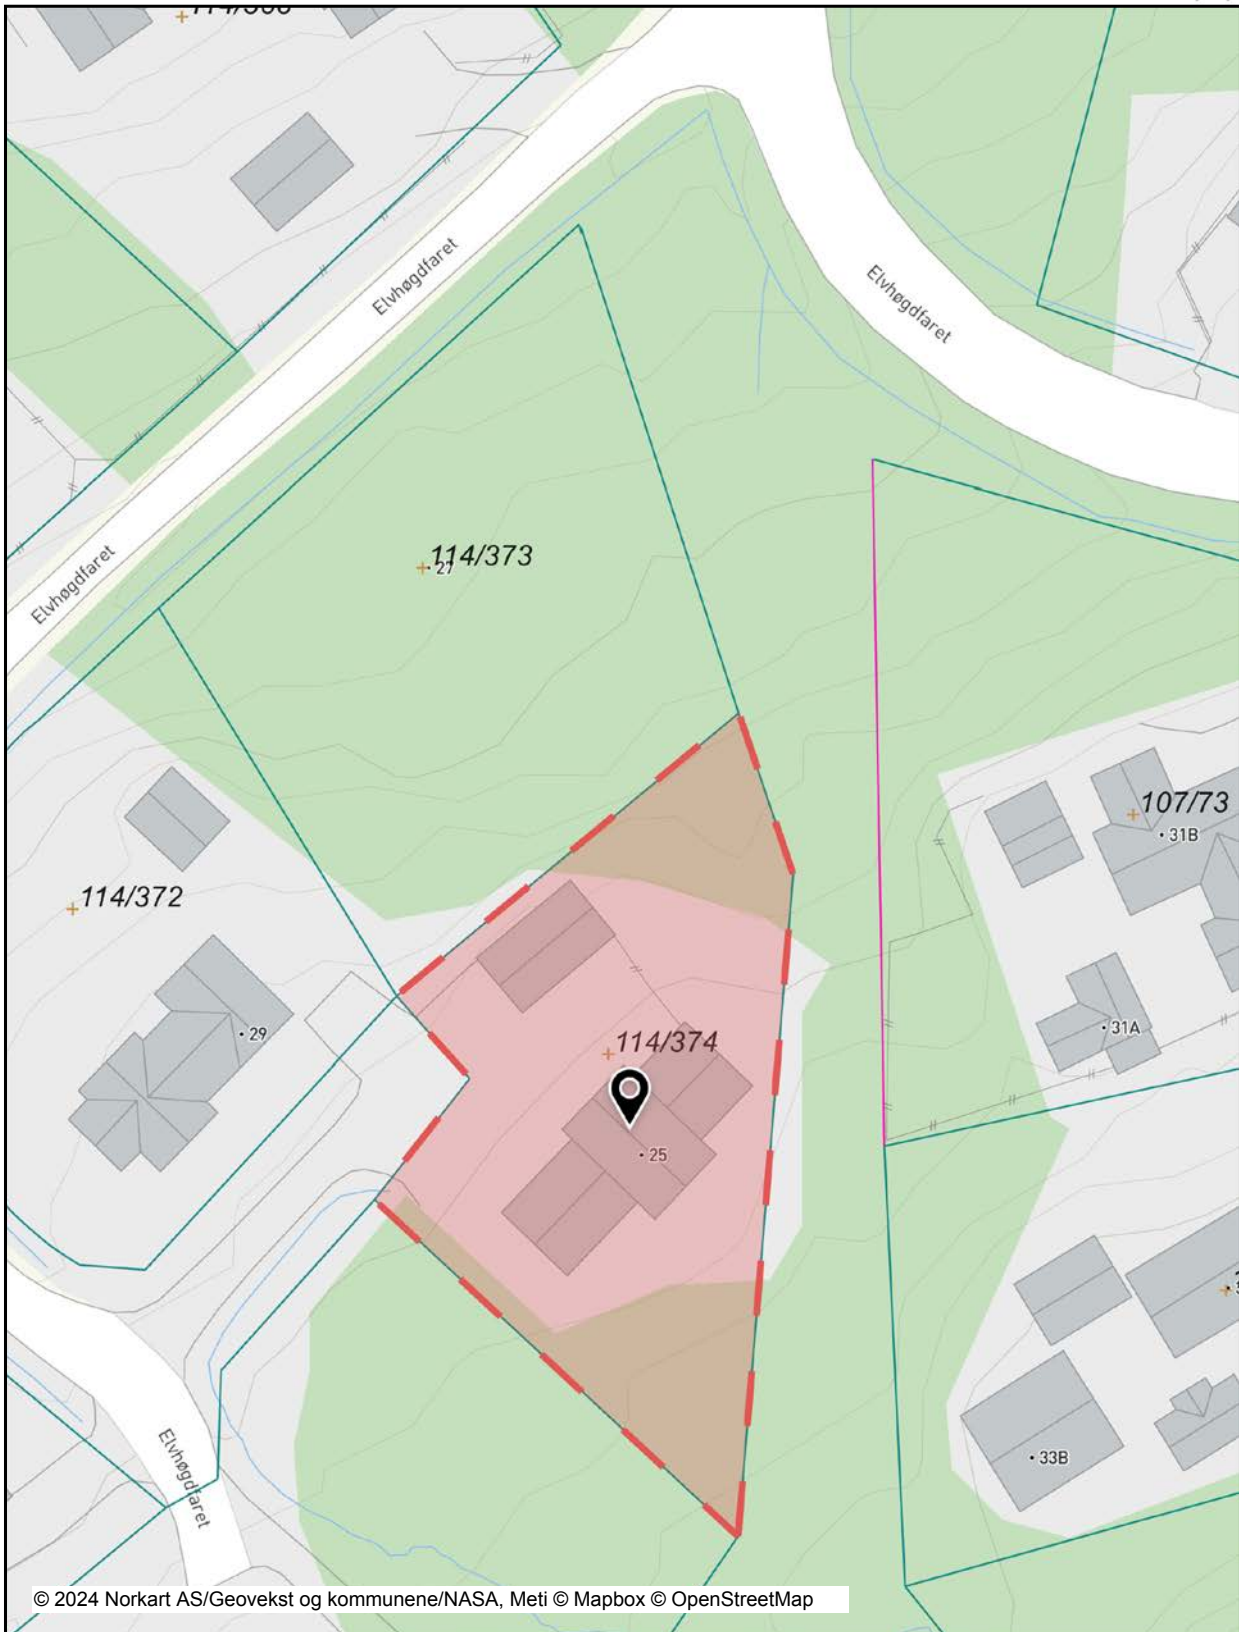 Elvhøgdfaret
Elvhøgdfaret
Elvhøgdfaret
114/373
27
107/73
31B
114/372
29
31A
114/374
25
33B
Elvhøgdfaret
© 2024 Norkart AS/Geovekst og kommunene/NASA, Meti © Mapbox © OpenStreetMap